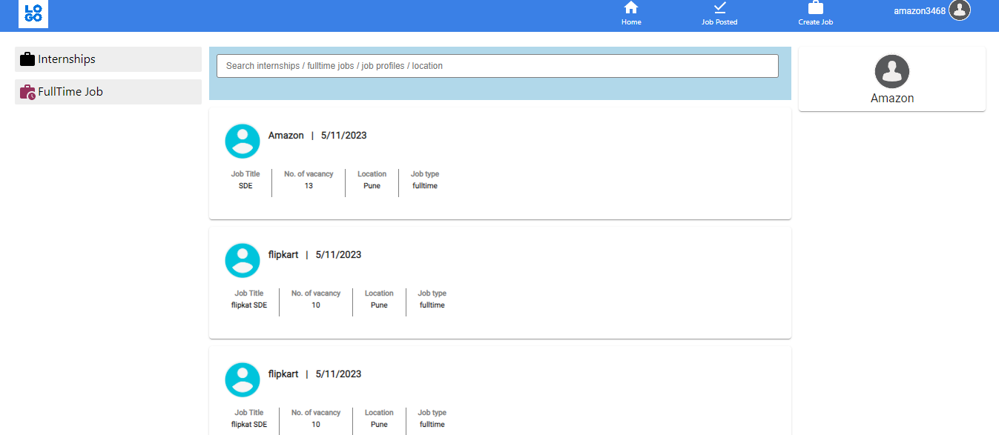 LO
GO
Home
Job Posted
Create Job
amazon3468
Internships
FullTime Job
Search internships / fulltime jobs / job profiles / location
Amazon
Amazon | 5/11/2023
Job Title No. of vacancy Location Job type
SDE 13 Pune fulltime
flipkart | 5/11/2023
Job Title No. of vacancy Location Job type
flipkat SDE 10 Pune fulltime
flipkart | 5/11/2023
Job Title No. of vacancy Location Job type
flipkat SDE 10 Pune fulltime